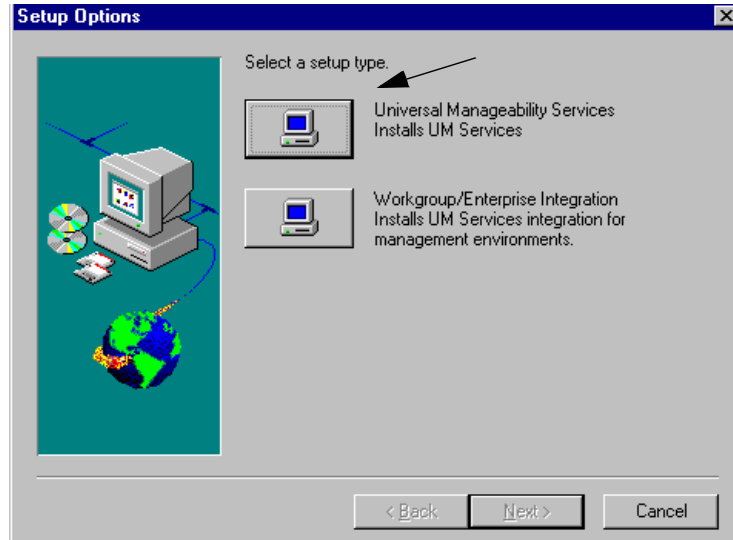 Setup Options
Select a setup type.
Universal Manageability Services
Installs UM Services
Workgroup/Enterprise Integration
Installs UM Services integration for
management environments.
< Back
Next >
Cancel